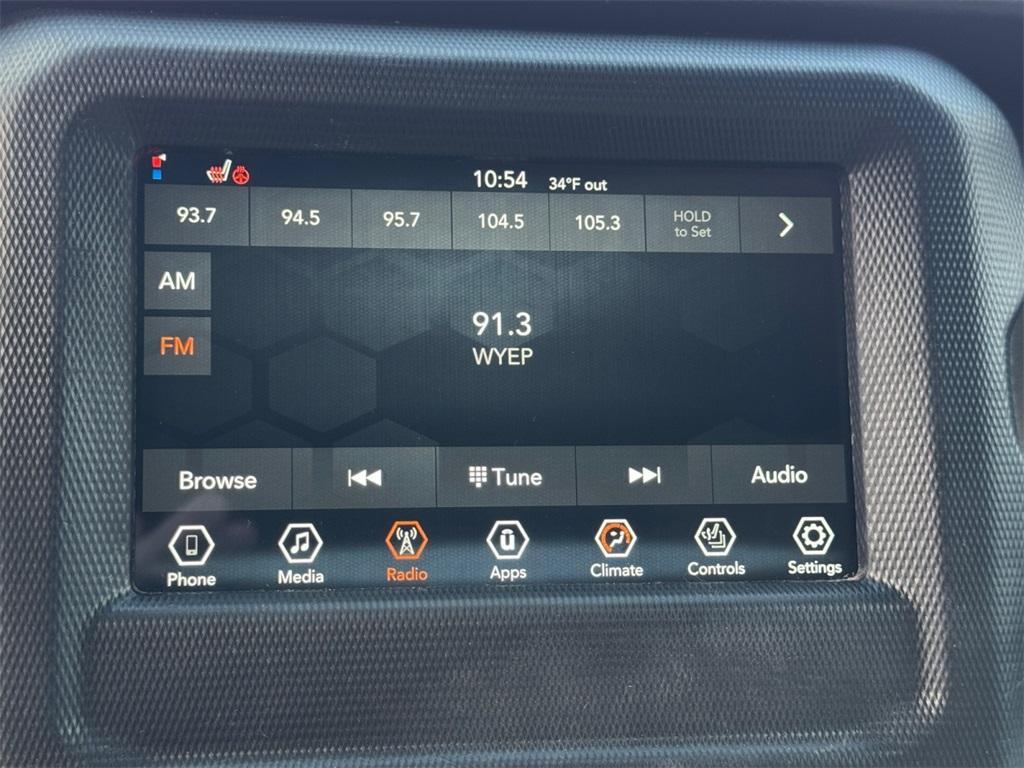 10:54 34°F out
93.7 94.5 95.7 104.5 105.3 HOLD
to Set
AM
FM
91.3
WYEP
Browse Tune Audio
Phone Media Radio Apps Climate Controls Settings